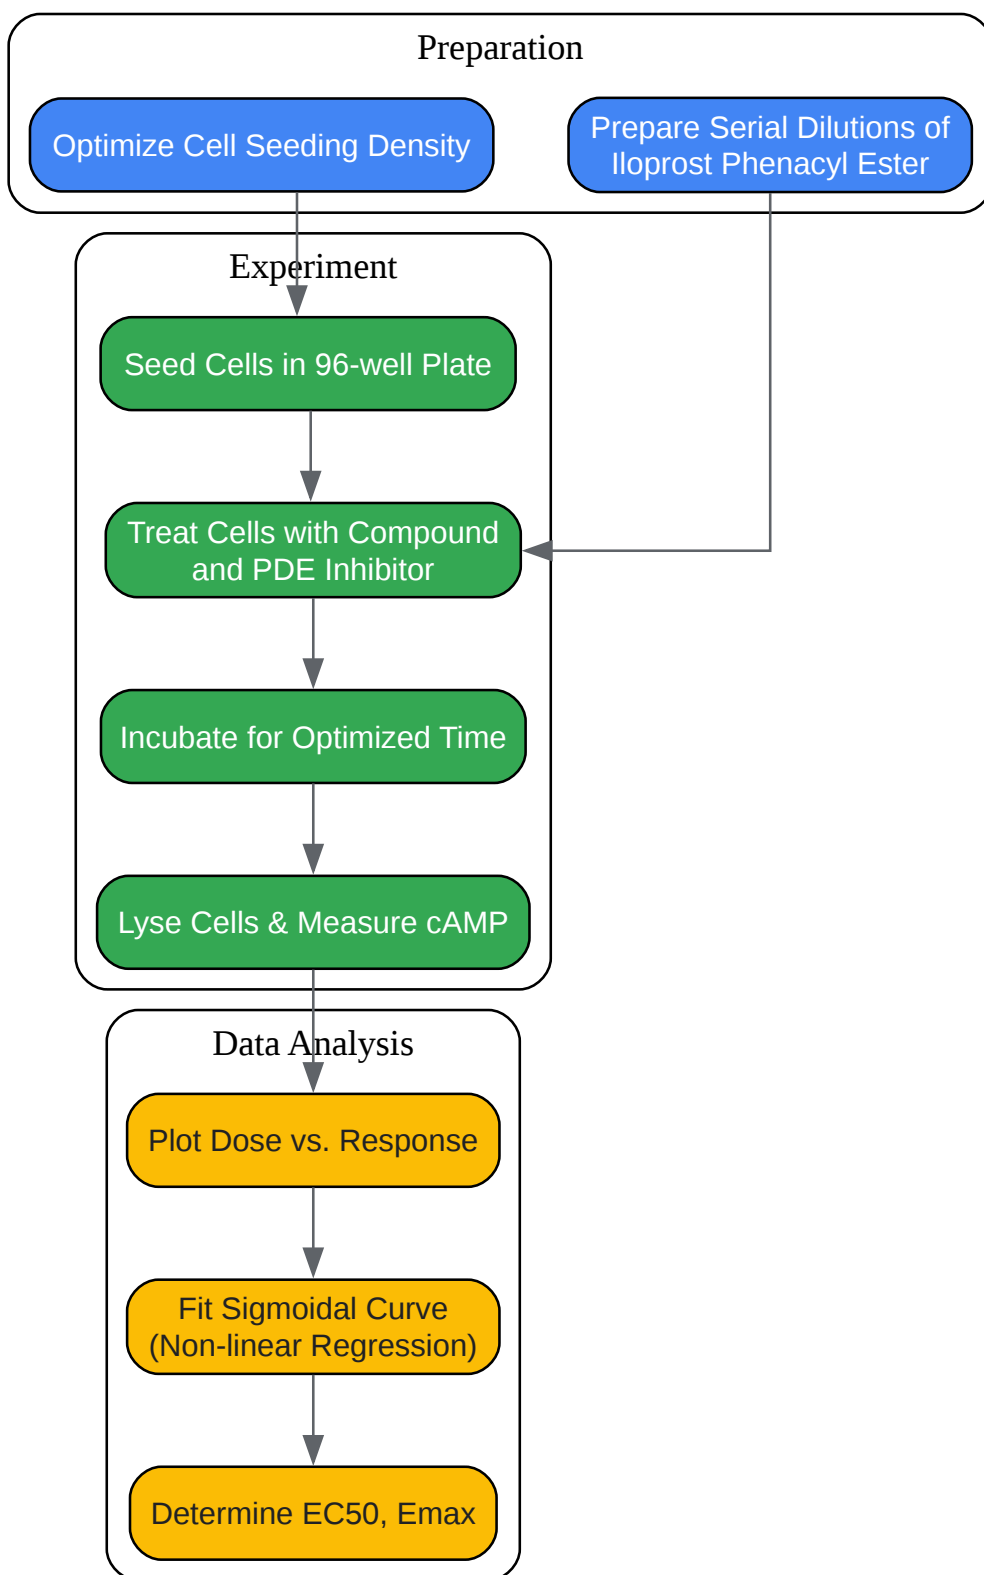 Preparation
Optimize Cell Seeding Density
Prepare Serial Dilutions of
Iloprost Phenacyl Ester
Experiment
Seed Cells in 96-well Plate
Treat Cells with Compound
and PDE Inhibitor
Incubate for Optimized Time
Lyse Cells & Measure cAMP
Data Analysis
Plot Dose vs. Response
Fit Sigmoidal Curve
(Non-linear Regression)
Determine EC50, Emax